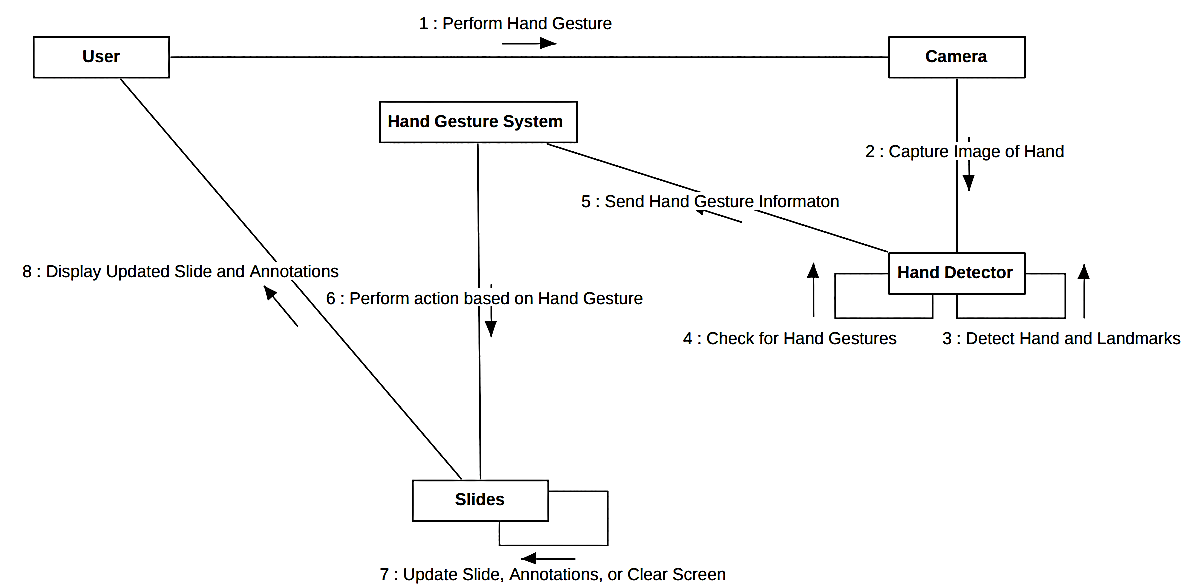 1 : Perform Hand Gesture
User
Camera
Hand Gesture System
2 : Capture Image of Hand
5 : Send Hand Gesture Informaton
8 : Display Updated Slide and Annotations
Hand Detector
6 : Perform action based on Hand Gesture
4 : Check for Hand Gestures
3 : Detect Hand and Landmarks
Slides
7 : Update Slide, Annotations, or Clear Screen